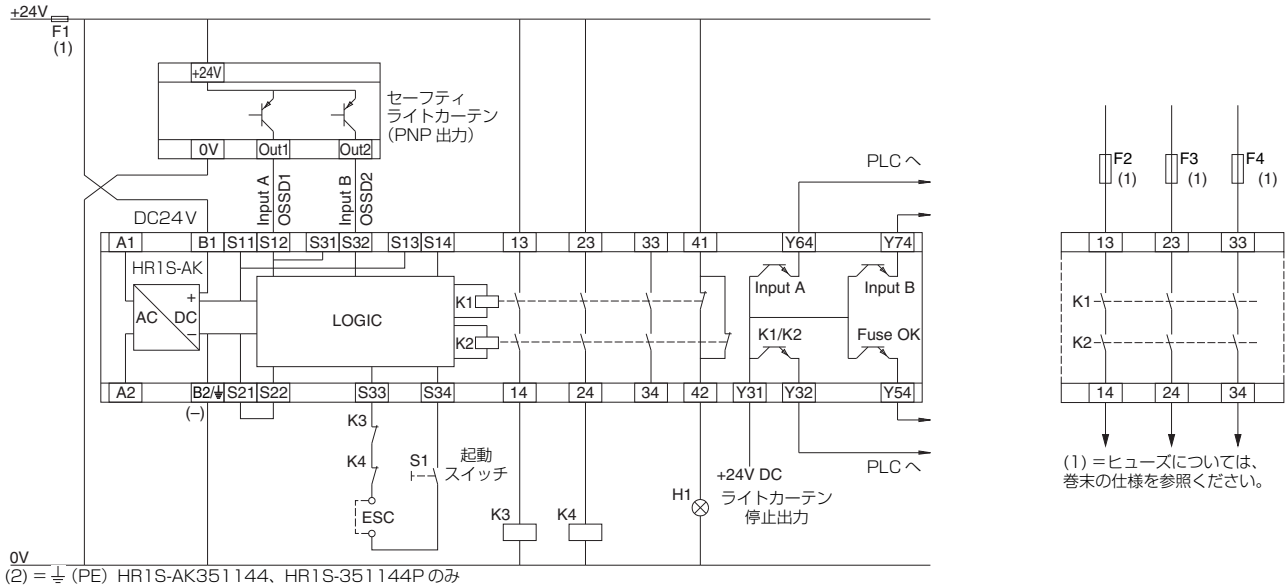 +24V
F1
(1)
+24V
セーフティ
ライトカーテン
（PNP 出力）
0V Out1 Out2
Input A
OSSD1
Input B
OSSD2
PLC へ
DC24V
A1 B1 S11 S12 S31 S32 S13 S14 13 23 33 41 Y64 Y74
HR1S-AK
AC DC + −
LOGIC
K1
K2
Input A Input B
K1/K2 Fuse OK
A2 B2/⏚ S21 S22 S33 S34 14 24 34 42 Y31 Y32 Y54
(−)
K3
K4
ESC
S1
起動
スイッチ
K3 K4
H1
+24V DC
ライトカーテン
停止出力
PLC へ
0V
(2) = ⏚ (PE) HR1S-AK351144、HR1S-351144P のみ
F2 F3 F4
(1) (1) (1)
13 23 33
K1
K2
14 24 34
(1) ＝ヒューズについては、
巻末の仕様を参照ください。